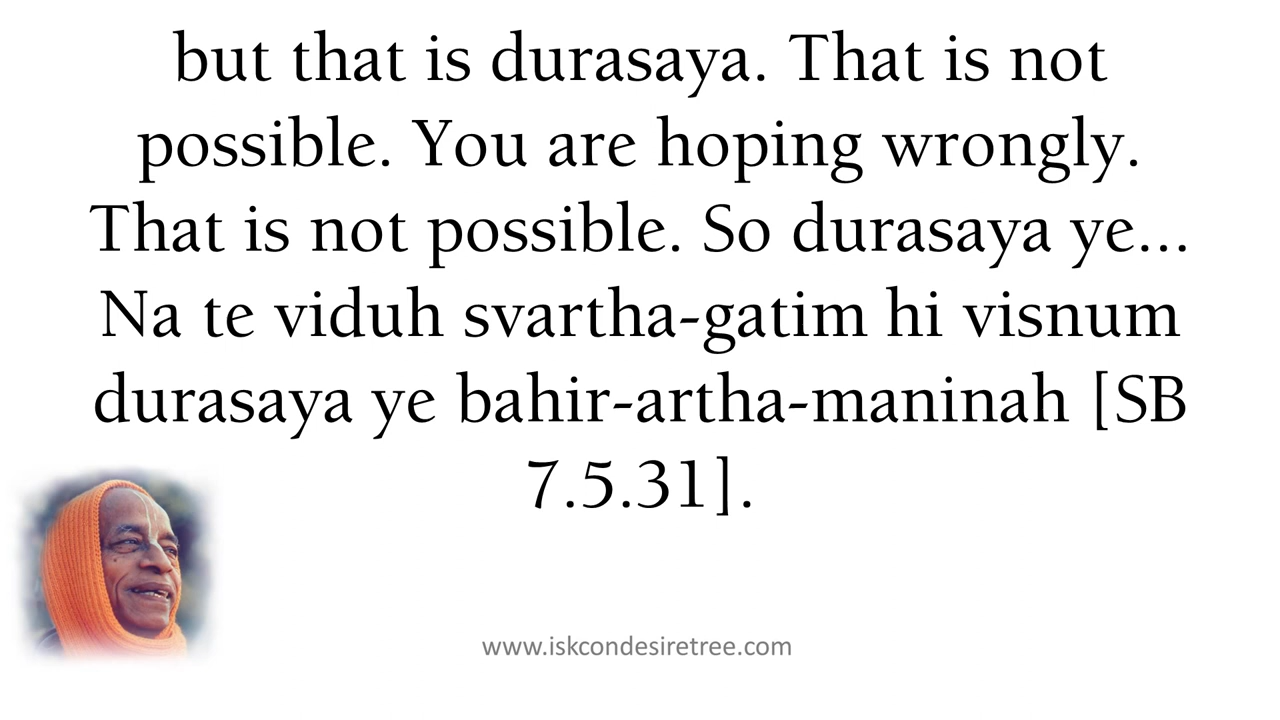 but that is durasaya. That is not
possible. You are hoping wrongly.
That is not possible. So durasaya ye...
Na te viduh svartha-gatim hi visnum
durasaya ye bahir-artha-maninah [SB
7.5.31].
www.iskcondesiretree.com